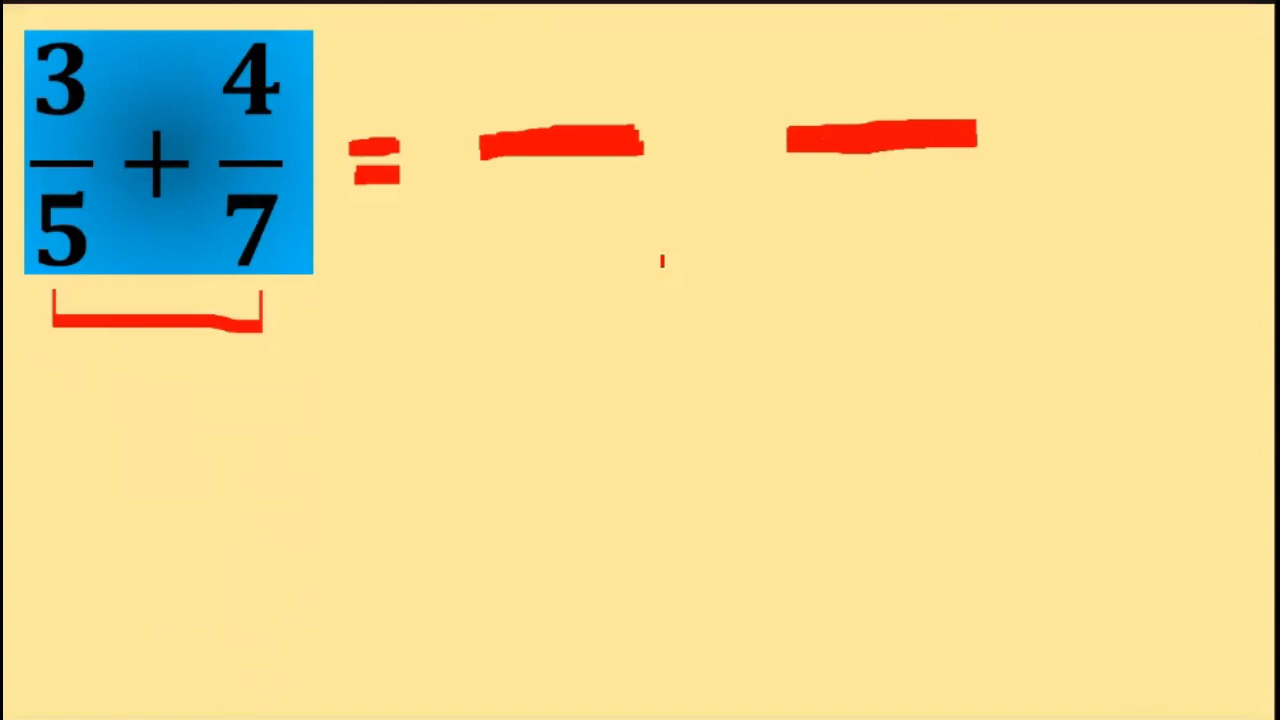 3/5 + 4/7 =